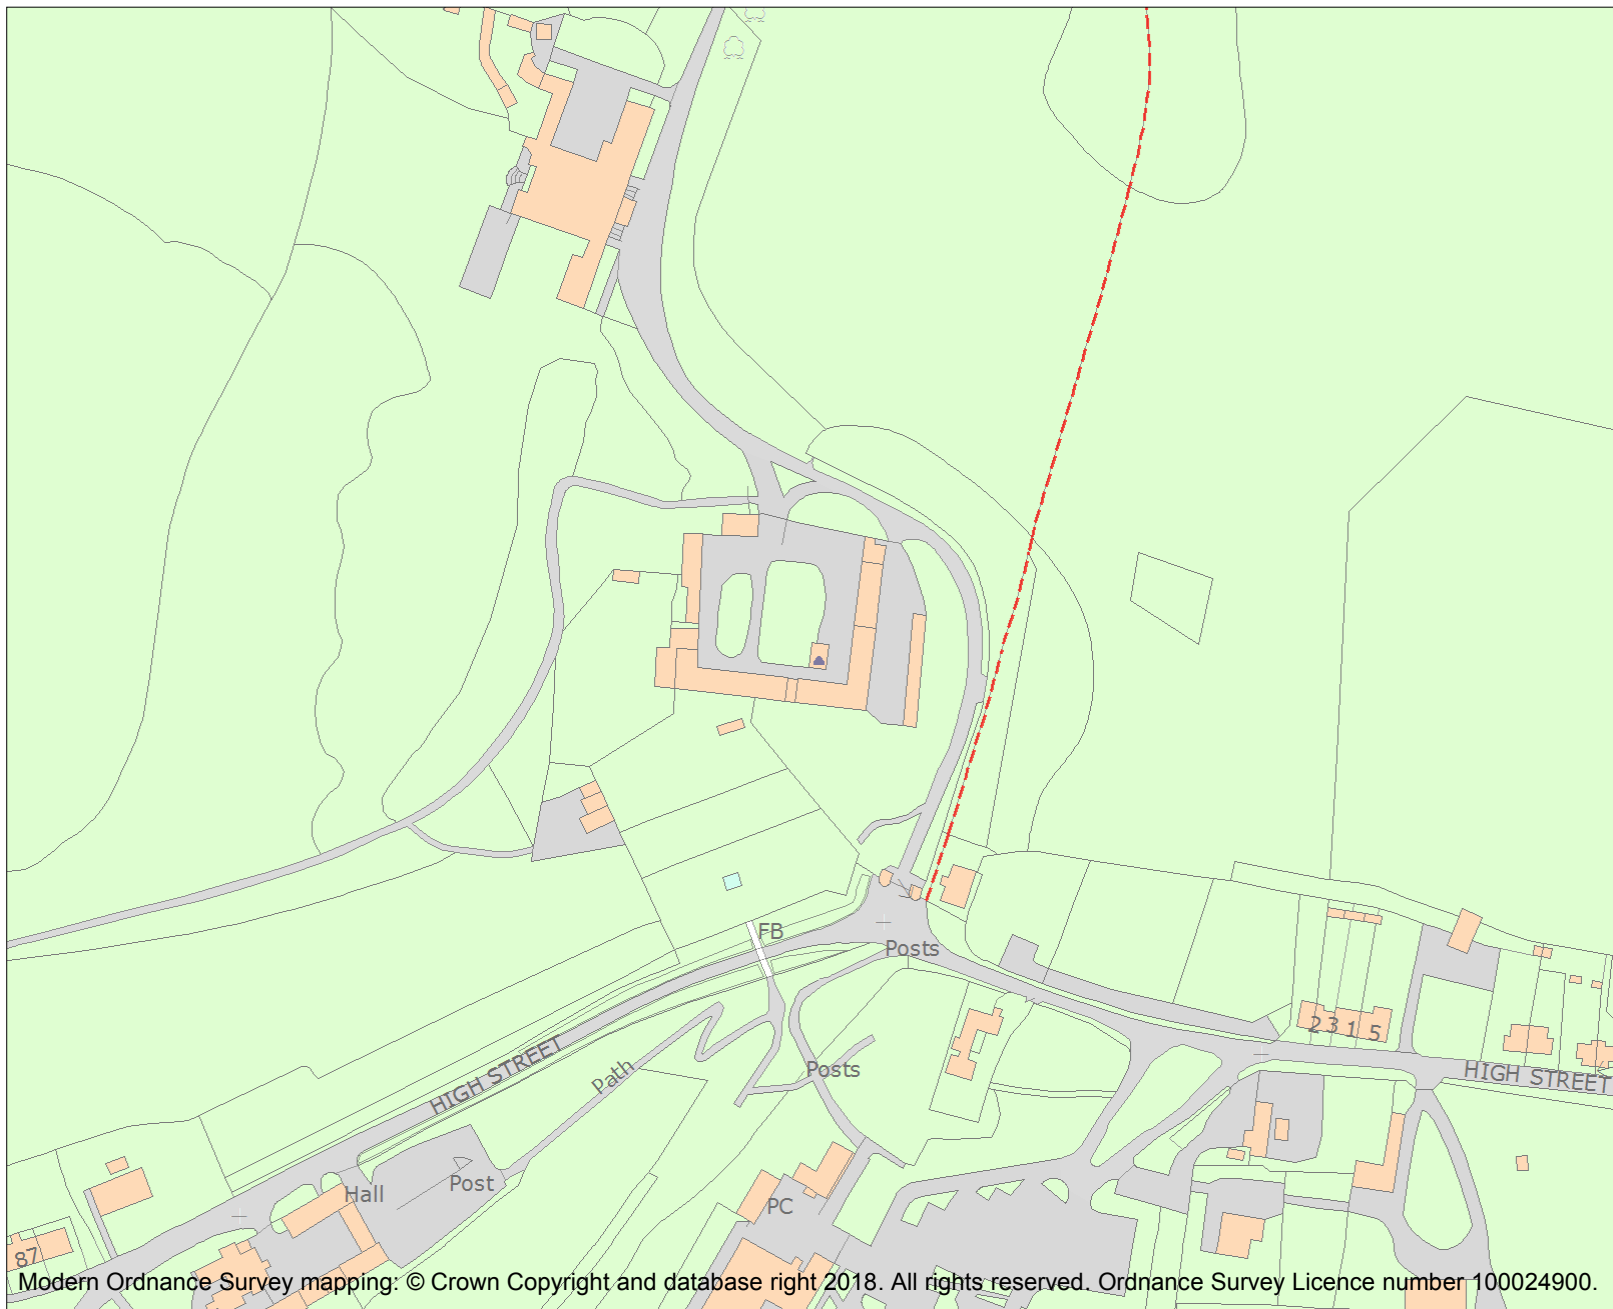 FB
Posts
2 3 1 5
HIGH STREET
Posts
HIGH STREET
Path
Hall
Post
PC
87
Modern Ordnance Survey mapping: © Crown Copyright and database right 2018. All rights reserved. Ordnance Survey Licence number 100024900.